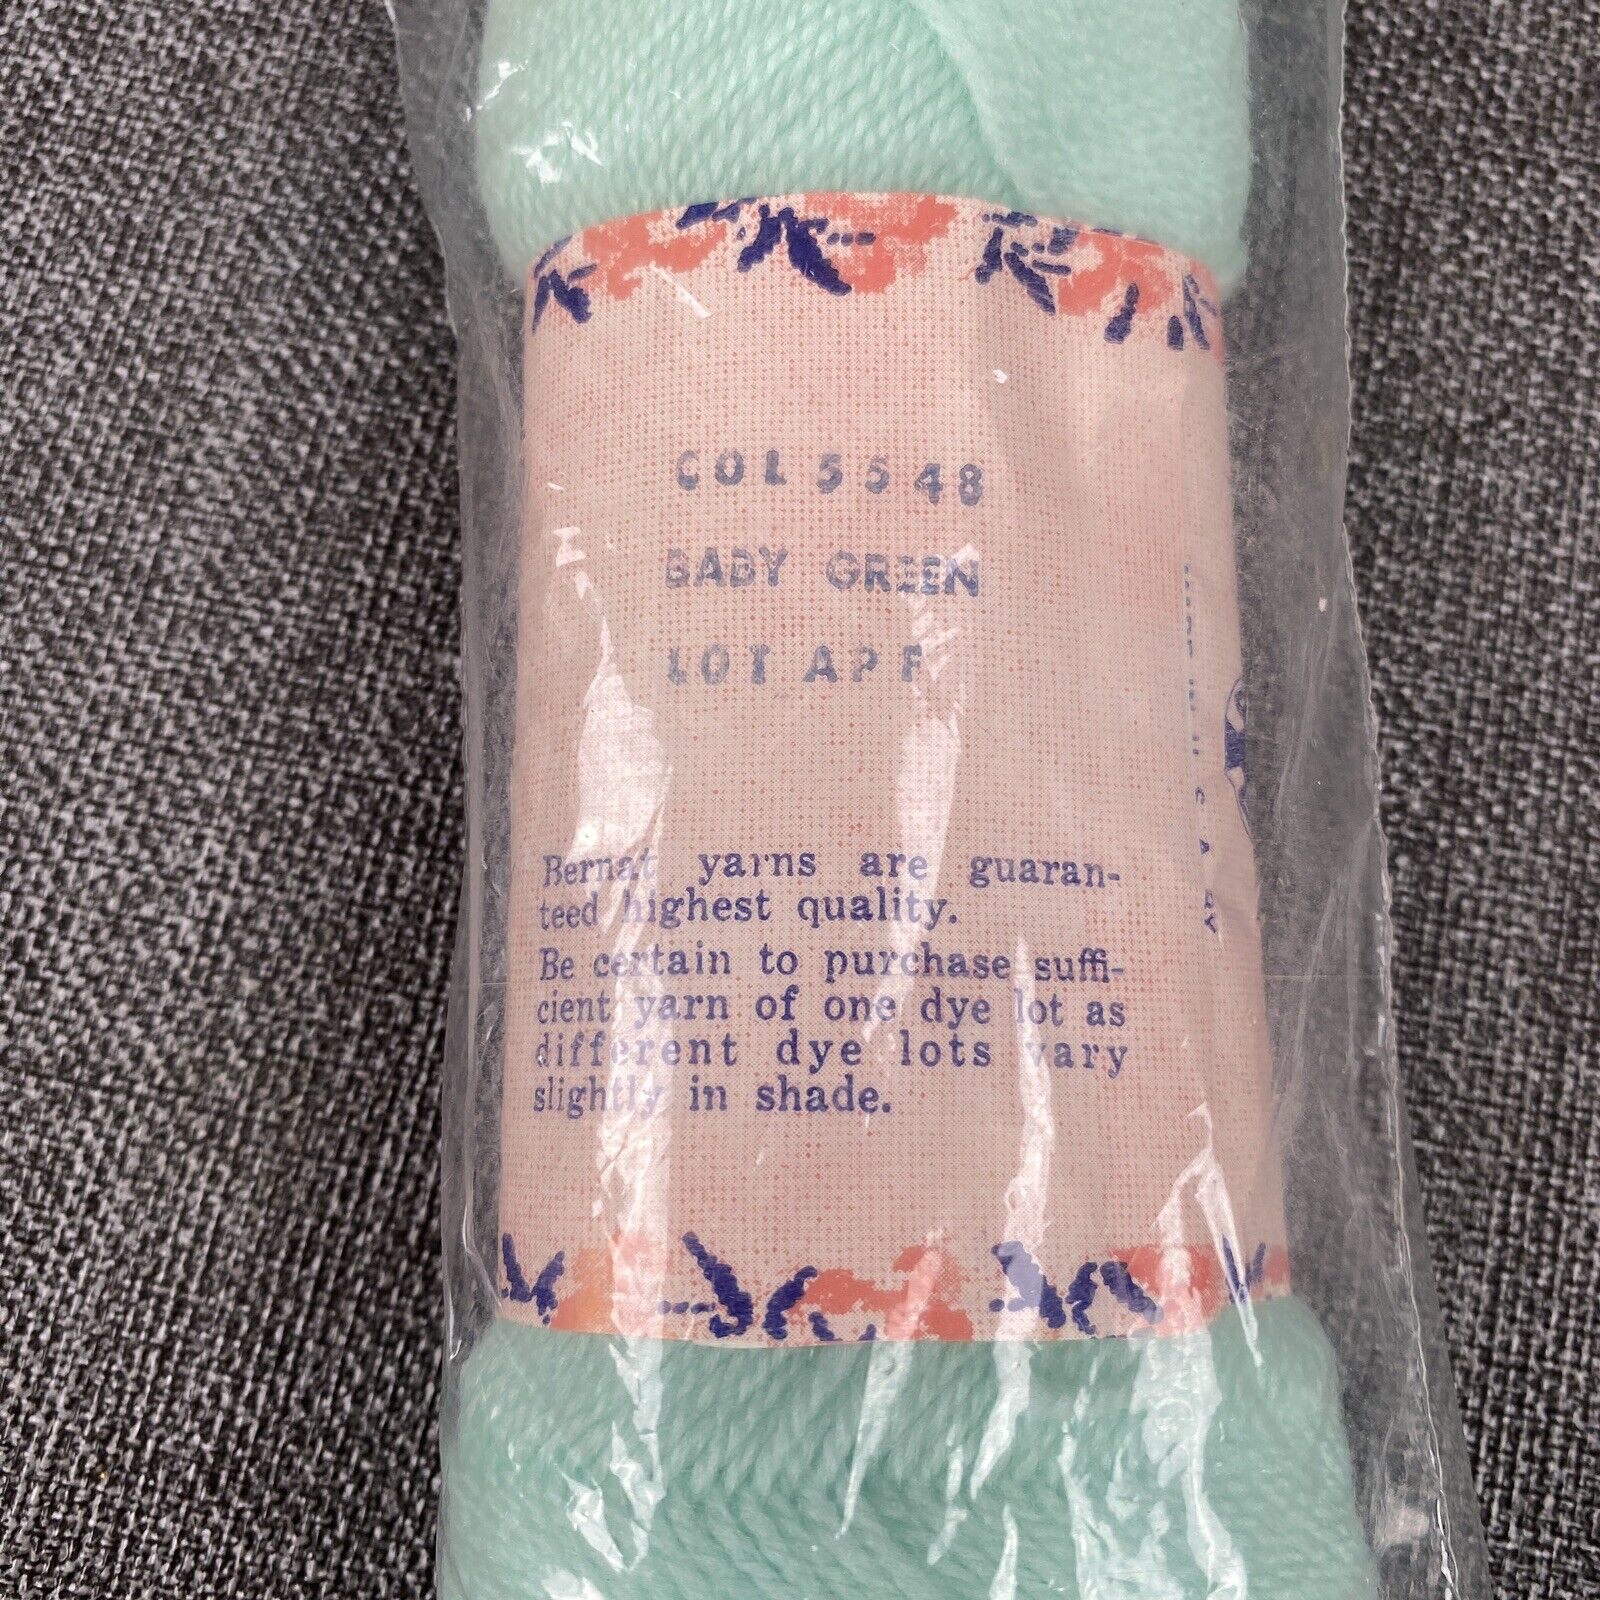 COL 5548
BABY GREEN
LOT APF
Bernat yarns are guaran-
teed highest quality.
Be certain to purchase suffi-
cient yarn of one dye lot as
different dye lots vary
slightly in shade.